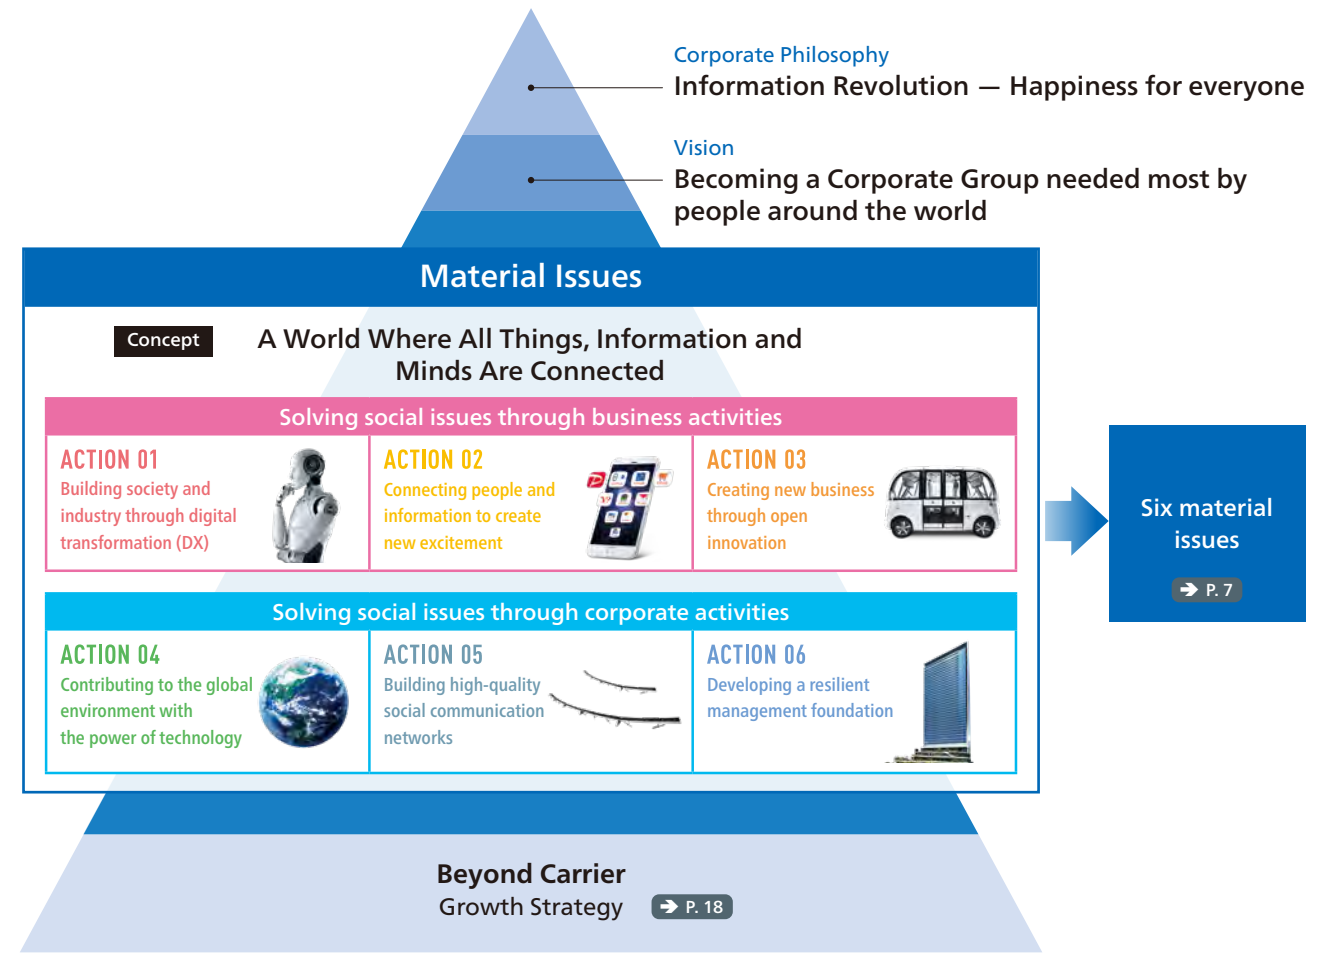 Corporate Philosophy
Information Revolution — Happiness for everyone
Vision
Becoming a Corporate Group needed most by
people around the world
Material Issues
Concept
A World Where All Things, Information and
Minds Are Connected
Solving social issues through business activities
ACTION 01
Building society and
industry through digital
transformation (DX)
ACTION 02
Connecting people and
information to create
new excitement
ACTION 03
Creating new business
through open
innovation
Solving social issues through corporate activities
ACTION 04
Contributing to the global
environment with
the power of technology
ACTION 05
Building high-quality
social communication
networks
ACTION 06
Developing a resilient
management foundation
Six material
issues
P. 7
Beyond Carrier
Growth Strategy
P. 18